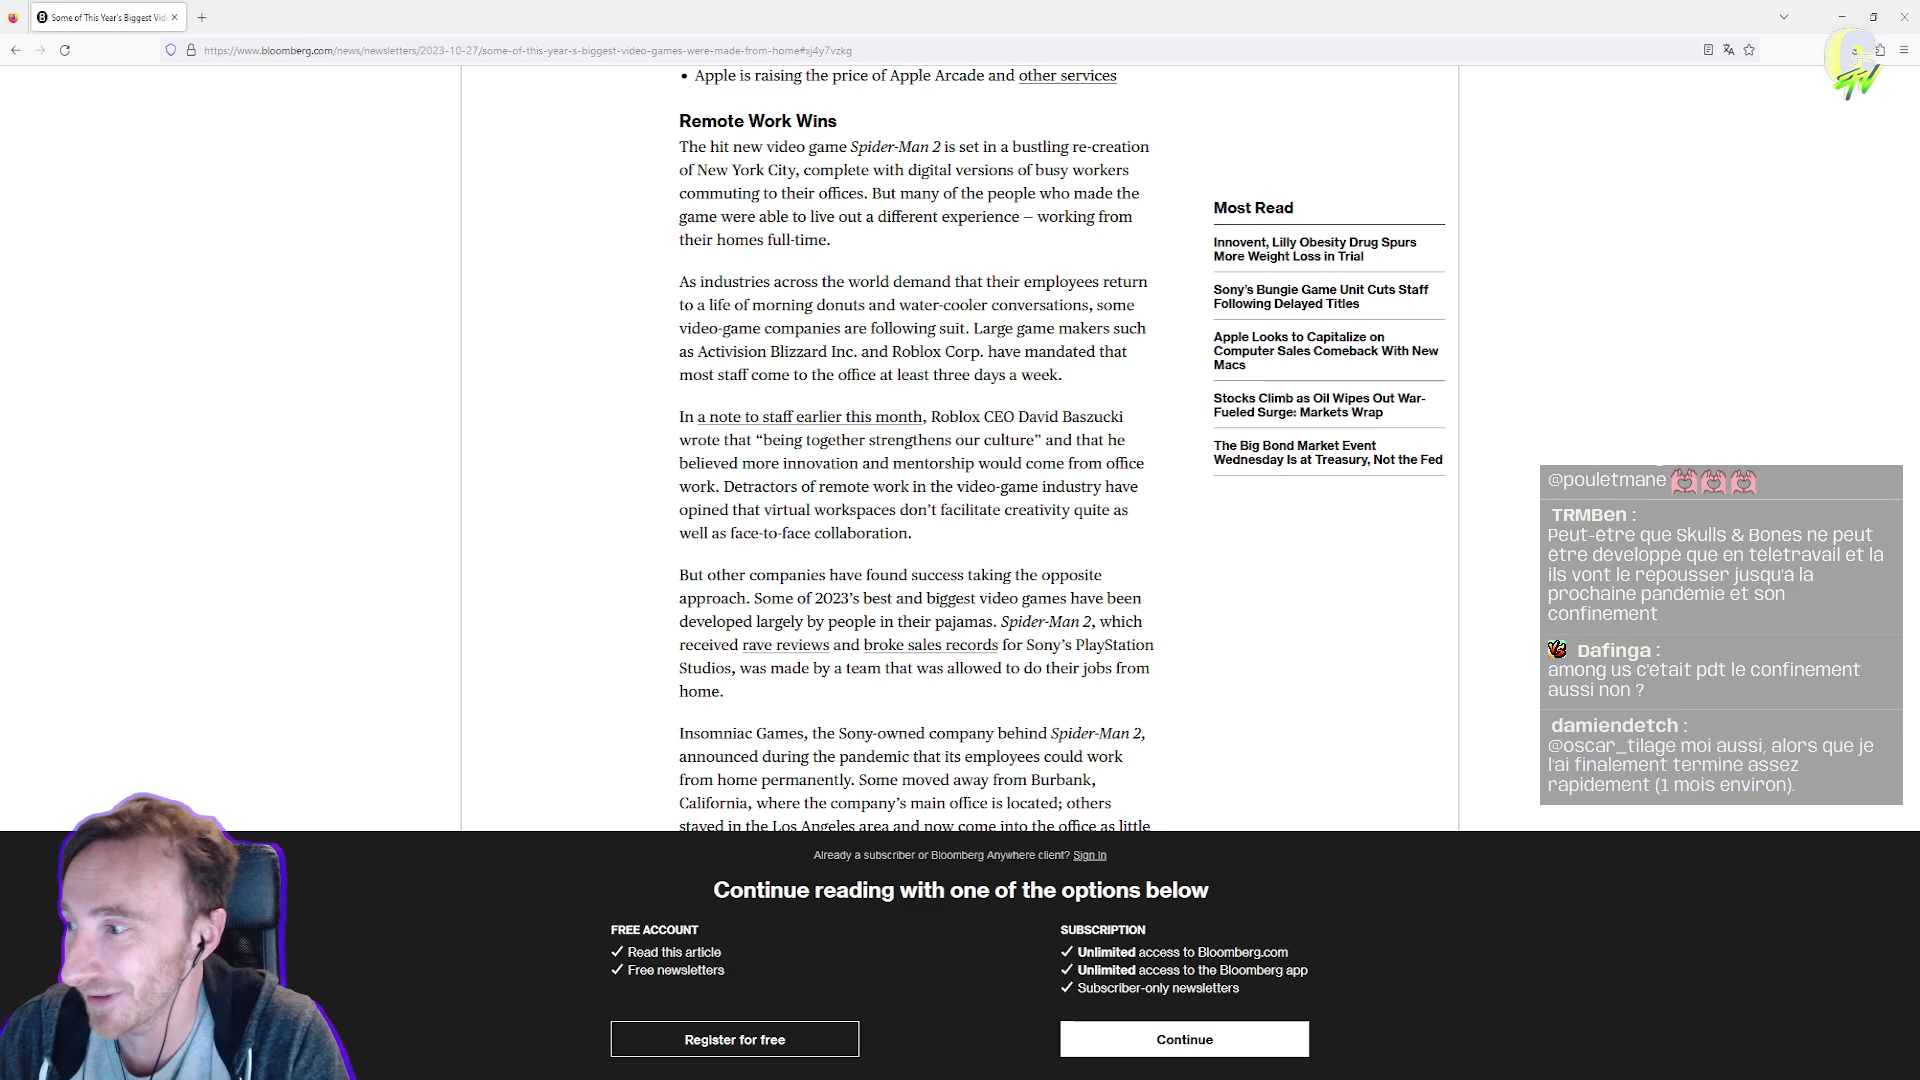 Some of This Year's Biggest Vid
https://www.bloomberg.com/news/newsletters/2023-10-27/some-of-this-year-s-biggest-video-games-were-made-from-home#xj4y7vzkg
• Apple is raising the price of Apple Arcade and other services
Remote Work Wins
The hit new video game Spider-Man 2 is set in a bustling re-creation
of New York City, complete with digital versions of busy workers
commuting to their offices. But many of the people who made the
game were able to live out a different experience — working from
their homes full-time.
As industries across the world demand that their employees return
to a life of morning donuts and water-cooler conversations, some
video-game companies are following suit. Large game makers such
as Activision Blizzard Inc. and Roblox Corp. have mandated that
most staff come to the office at least three days a week.
In a note to staff earlier this month, Roblox CEO David Baszucki
wrote that “being together strengthens our culture” and that he
believed more innovation and mentorship would come from office
work. Detractors of remote work in the video-game industry have
opined that virtual workspaces don’t facilitate creativity quite as
well as face-to-face collaboration.
But other companies have found success taking the opposite
approach. Some of 2023’s best and biggest video games have been
developed largely by people in their pajamas. Spider-Man 2, which
received rave reviews and broke sales records for Sony’s PlayStation
Studios, was made by a team that was allowed to do their jobs from
home.
Insomniac Games, the Sony-owned company behind Spider-Man 2,
announced during the pandemic that its employees could work
from home permanently. Some moved away from Burbank,
California, where the company’s main office is located; others
stayed in the Los Angeles area and now come into the office as little
Most Read
Innovent, Lilly Obesity Drug Spurs
More Weight Loss in Trial
Sony’s Bungie Game Unit Cuts Staff
Following Delayed Titles
Apple Looks to Capitalize on
Computer Sales Comeback With New
Macs
Stocks Climb as Oil Wipes Out War-
Fueled Surge: Markets Wrap
The Big Bond Market Event
Wednesday Is at Treasury, Not the Fed
@pouletmane
TRMBen :
Peut-être que Skulls & Bones ne peut
être développé que en télétravail et là
ils vont le repousser jusqu'à la
prochaine pandémie et son
confinement
Dafinga :
among us c'était pdt le confinement
aussi non ?
damiendetch :
@oscar_tilage moi aussi, alors que je
l'ai finalement terminé assez
rapidement (1 mois environ).
Already a subscriber or Bloomberg Anywhere client? Sign In
Continue reading with one of the options below
FREE ACCOUNT
✓ Read this article
✓ Free newsletters
Register for free
SUBSCRIPTION
✓ Unlimited access to Bloomberg.com
✓ Unlimited access to the Bloomberg app
✓ Subscriber-only newsletters
Continue